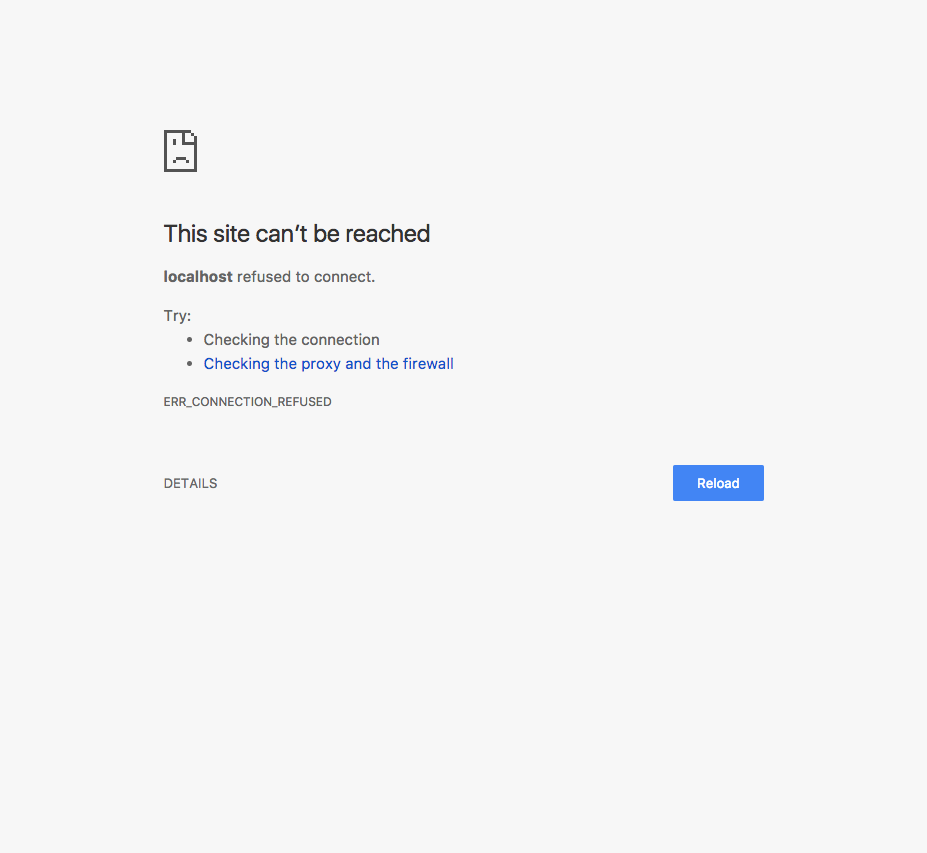 This site can’t be reached
localhost refused to connect.
Try:
• Checking the connection
• Checking the proxy and the firewall
ERR_CONNECTION_REFUSED
DETAILS
Reload